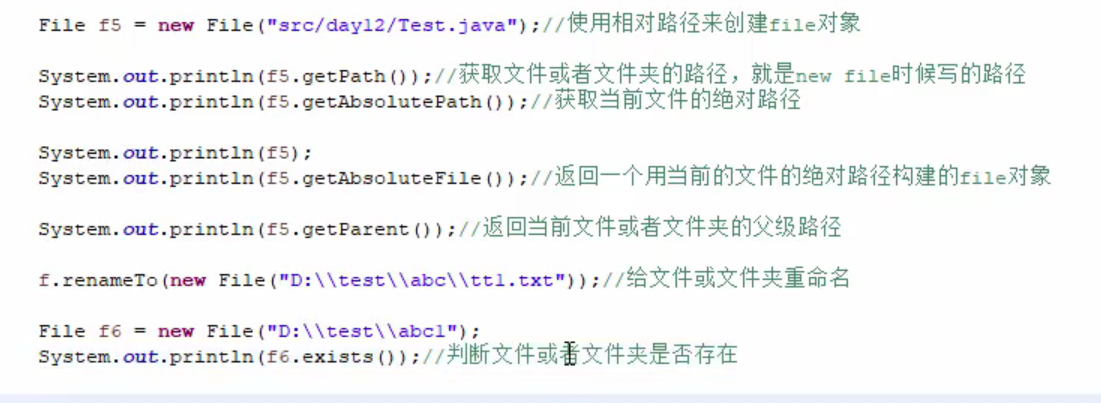 File f5 = new File("src/day12/Test.java");//使用相对路径来创建file对象
System.out.println(f5.getPath());//获取文件或者文件夹的路径，就是new file时候写的路径
System.out.println(f5.getAbsolutePath());//获取当前文件的绝对路径
System.out.println(f5);
System.out.println(f5.getAbsoluteFile());//返回一个用当前的文件的绝对路径构建的file对象
System.out.println(f5.getParent());//返回当前文件或者文件夹的父级路径
f.renameTo(new File("D:\\test\\abc\\tt1.txt"));//给文件或文件夹重命名
File f6 = new File("D:\\test\\abc1");
System.out.println(f6.exists());//判断文件或者文件夹是否存在